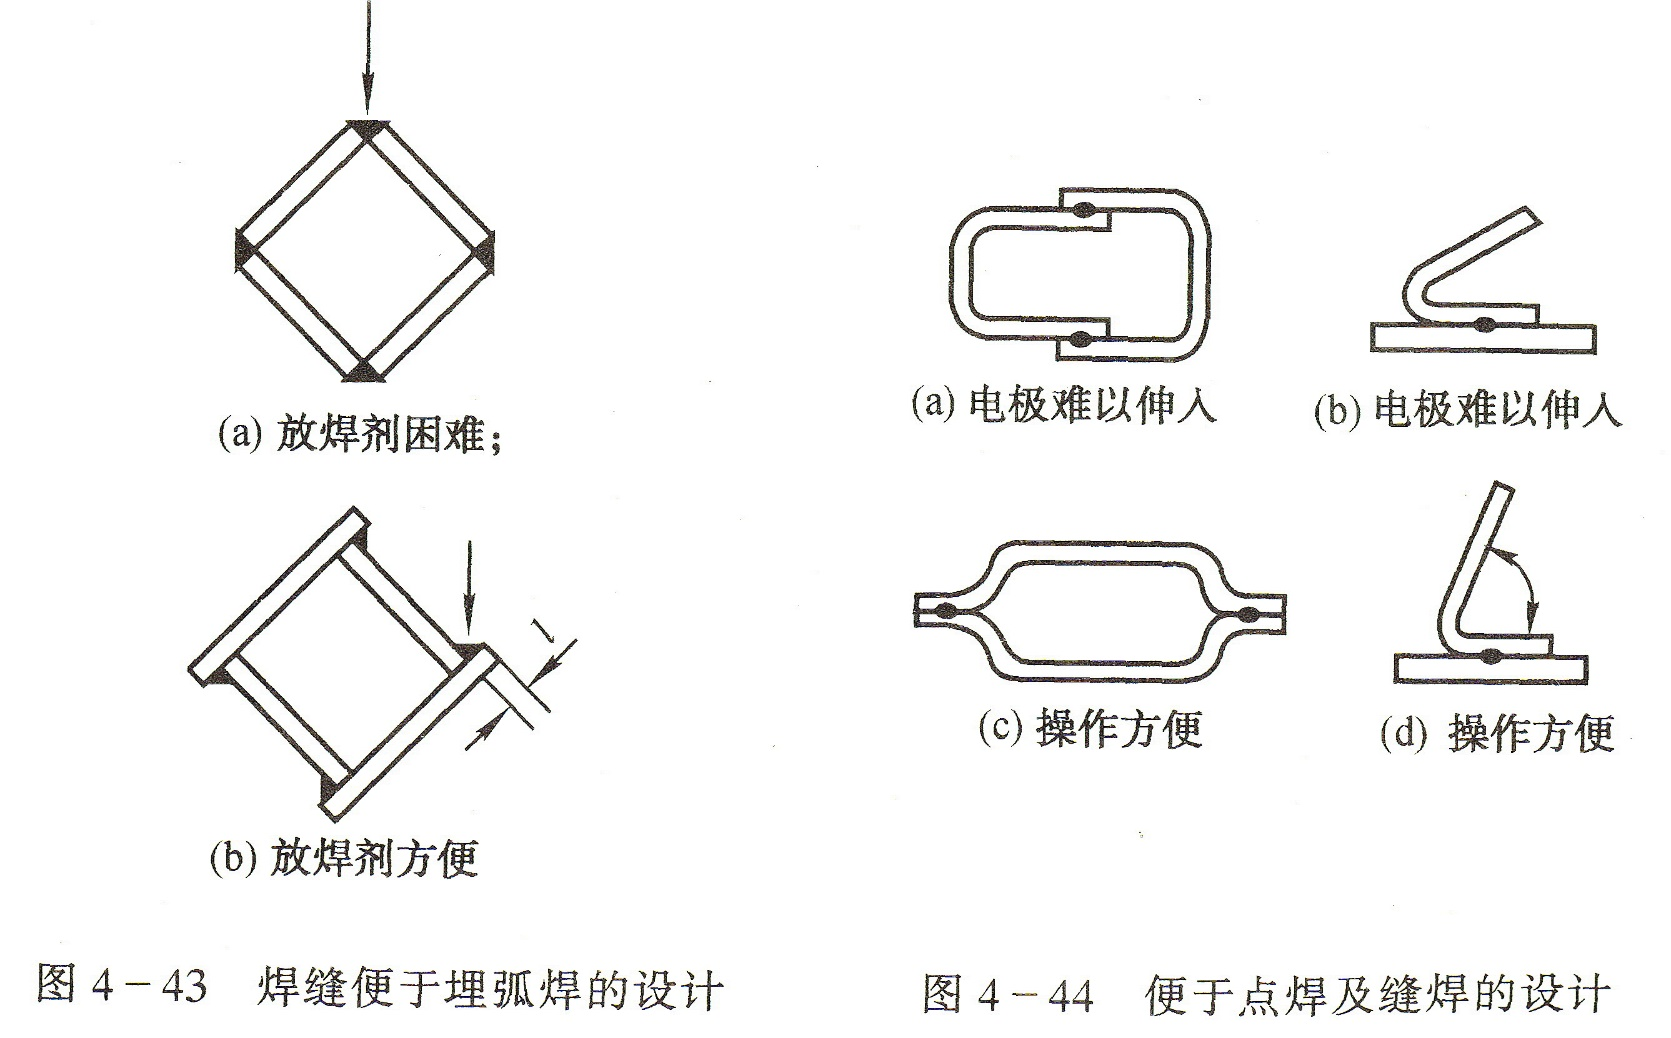 (a) 放焊剂困难;
l
(b) 放焊剂方便
图 4－43 焊缝便于埋弧焊的设计
(a) 电极难以伸入
(b) 电极难以伸入
(c) 操作方便
(d) 操作方便
图 4－44 便于点焊及缝焊的设计